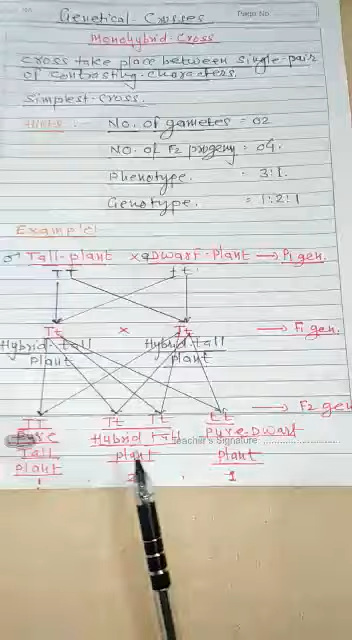 Page No
Genetical Crosses
Monohybrid Cross
Cross take place between single pair
of contrasting characters.
Simplest cross.
Hints -
No. of gametes = 02
No. of F2 progeny = 04.
Phenotype. = 3:1.
Genotype. = 1:2:1
Example
♂ Tall-plant x ♀ Dwarf-Plant → P1 gen.
TT tt
Tt x Tt → F1 gen.
Hybrid-tall Hybrid-tall
Plant Plant
TT Tt Tt tt → F2 gen
Pure Hybrid Tall Pure-Dwarf
Teacher's Signature
Tall plant plant
plant
1 2 1